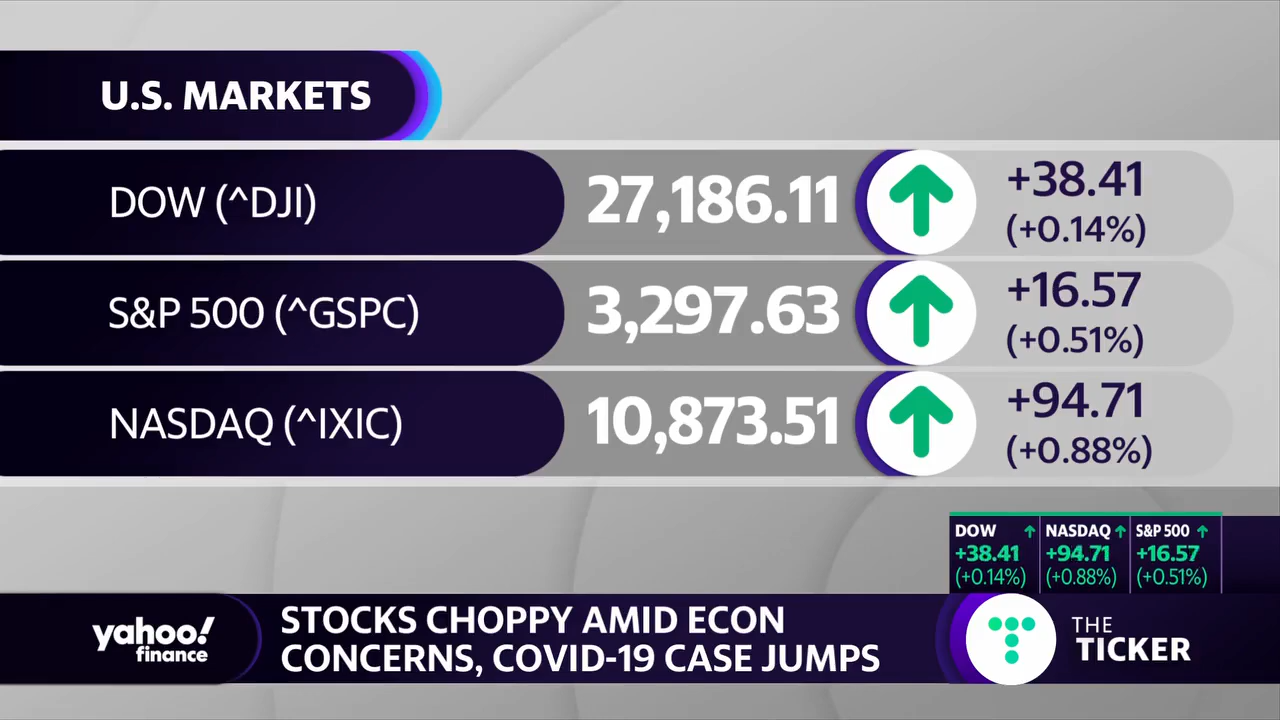 U.S. MARKETS
DOW (^DJI) 27,186.11 +38.41
(+0.14%)
S&P 500 (^GSPC) 3,297.63 +16.57
(+0.51%)
NASDAQ (^IXIC) 10,873.51 +94.71
(+0.88%)
DOW NASDAQ S&P 500
+38.41 +94.71 +16.57
(+0.14%) (+0.88%) (+0.51%)
yahoo!
finance
STOCKS CHOPPY AMID ECON
CONCERNS, COVID-19 CASE JUMPS
THE
TICKER